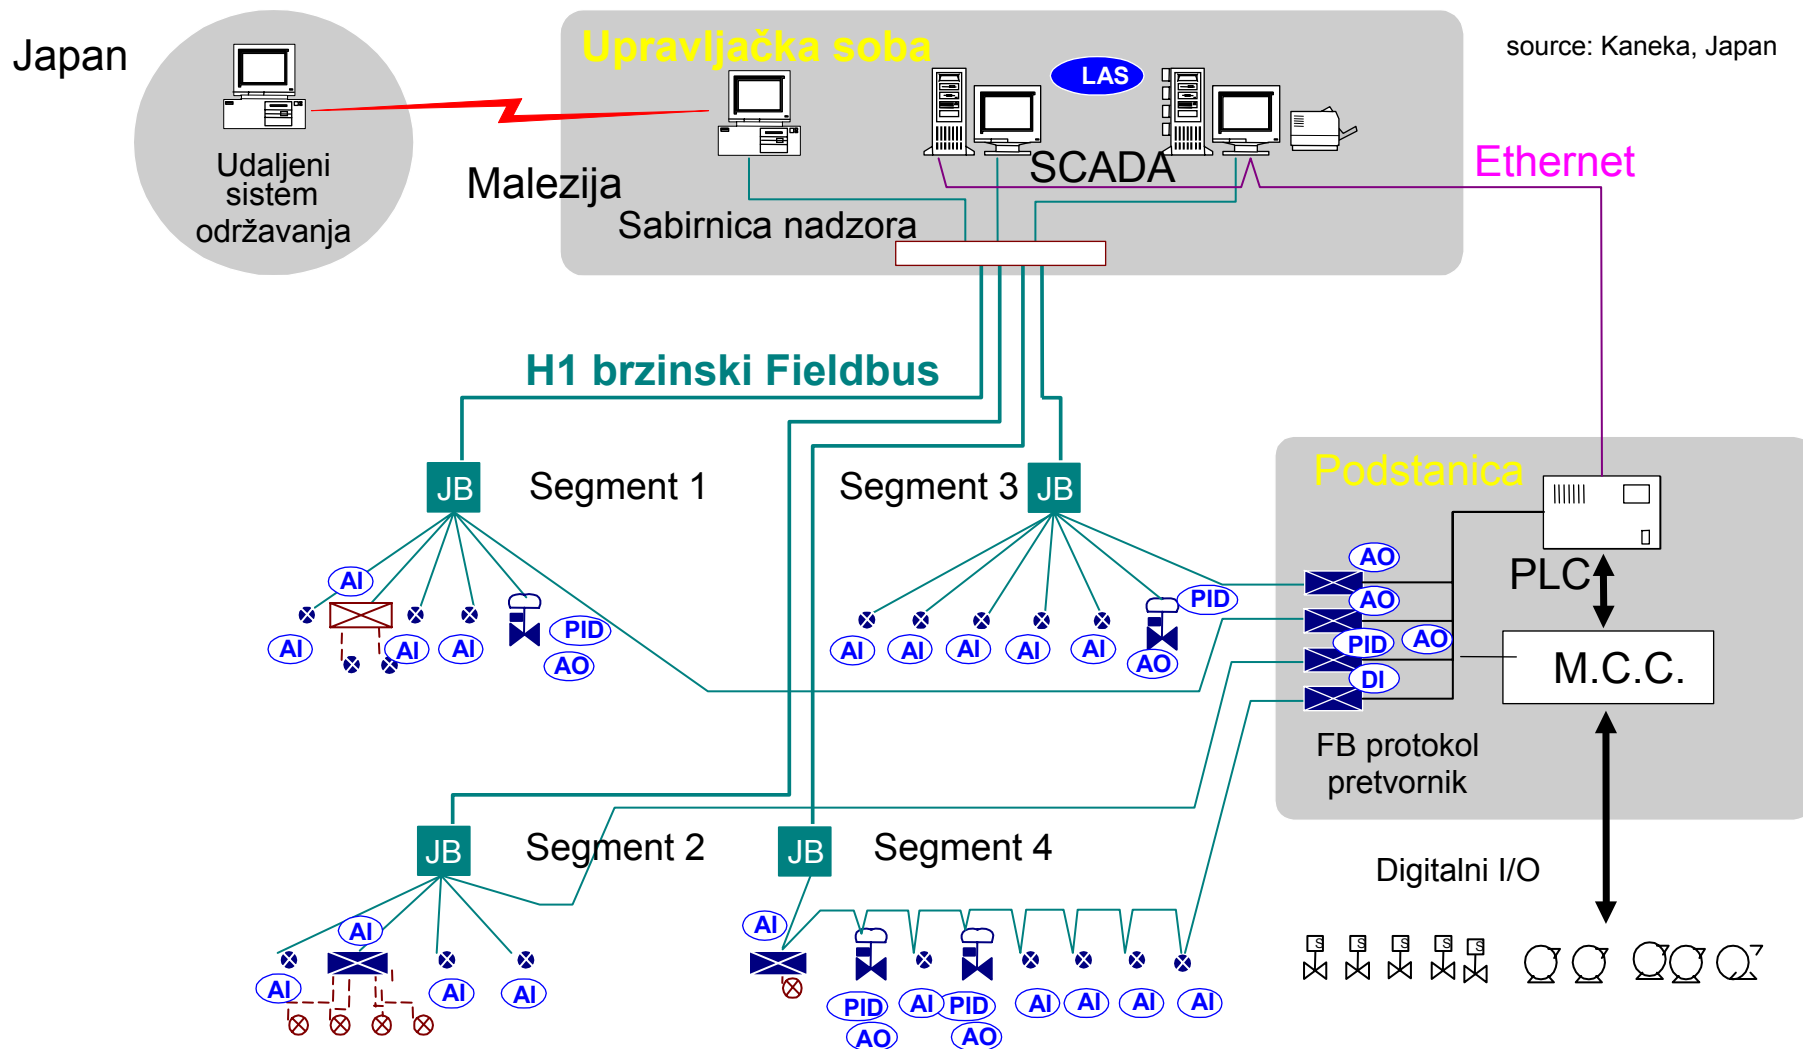 Japan
Upravljačka soba
source: Kaneka, Japan
LAS
Udaljeni
sistem
održavanja
Malezija
SCADA
Ethernet
Sabirnica nadzora
H1 brzinski Fieldbus
JB
Segment 1
Segment 3
JB
Podstanica
AI
AI
AI
AI
PID
AO
AI
AI
AI
AI
AI
PID
AO
AO
AO
PID
AO
DI
PLC
M.C.C.
FB protokol
pretvornik
JB
Segment 2
JB
Segment 4
Digitalni I/O
AI
AI
AI
AI
AI
PID
AO
AI
PID
AO
AI
AI
AI
AI
S
S
S
S
S